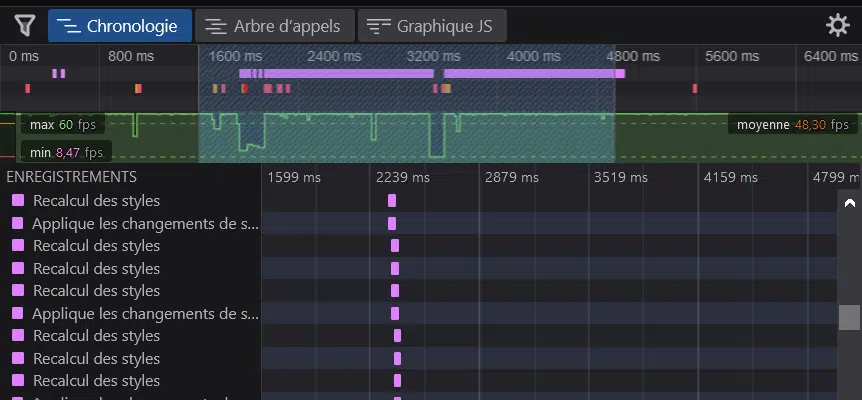 Chronologie Arbre d'appels Graphique JS
0 ms 800 ms 1600 ms 2400 ms 3200 ms 4000 ms 4800 ms 5600 ms 6400 ms
max 60 fps moyenne 48,30 fps
min 8,47 fps
ENREGISTREMENTS 1599 ms 2239 ms 2879 ms 3519 ms 4159 ms 4799 m
Recalcul des styles
Applique les changements de s...
Recalcul des styles
Recalcul des styles
Recalcul des styles
Applique les changements de s...
Recalcul des styles
Recalcul des styles
Recalcul des styles